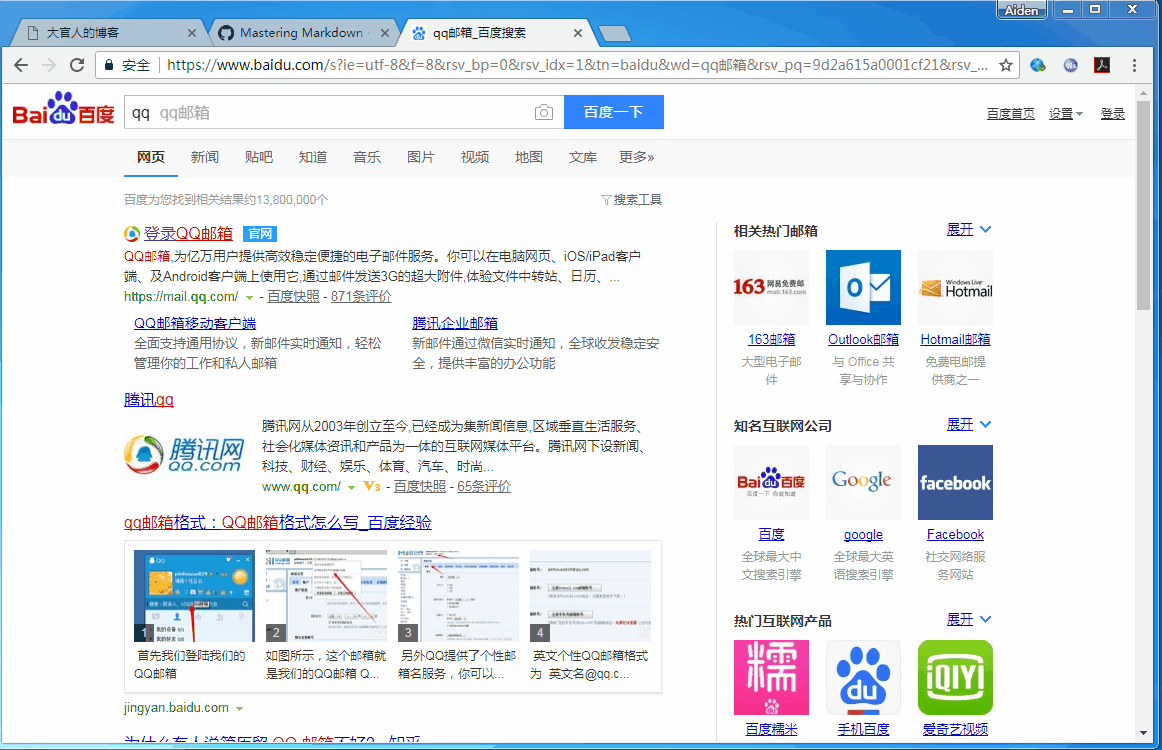 Aiden
大官人的博客
Mastering Markdown
qq邮箱_百度搜索
安全
https://www.baidu.com/s?ie=utf-8&f=8&rsv_bp=0&rsv_idx=1&tn=baidu&wd=qq邮箱&rsv_pq=9d2a615a0001cf21&rsv_...
Bai du 百度
qq qq邮箱
百度一下
百度首页 设置 登录
网页 新闻 贴吧 知道 音乐 图片 视频 地图 文库 更多»
百度为您找到相关结果约13,800,000个
搜索工具
登录QQ邮箱 官网
QQ邮箱,为亿万用户提供高效稳定便捷的电子邮件服务。你可以在电脑网页、iOS/iPad客户
端、及Android客户端上使用它,通过邮件发送3G的超大附件,体验文件中转站、日历、...
https://mail.qq.com/ - 百度快照 - 871条评价
QQ邮箱移动客户端
全面支持通用协议，新邮件实时通知，轻松
管理你的工作和私人邮箱
腾讯企业邮箱
新邮件通过微信实时通知，全球收发稳定安
全，提供丰富的办公功能
腾讯qq
腾讯网
QQ.COM
腾讯网从2003年创立至今,已经成为集新闻信息,区域垂直生活服务、
社会化媒体资讯和产品为一体的互联网媒体平台。腾讯网下设新闻、
科技、财经、娱乐、体育、汽车、时尚...
www.qq.com/ V3 - 百度快照 - 65条评价
qq邮箱格式：QQ邮箱格式怎么写_百度经验
1
2
3
4
首先我们登陆我们的
QQ邮箱
如图所示，这个邮箱就
是我们的QQ邮箱 Q...
另外QQ提供了个性邮
箱名服务，你可以...
英文个性QQ邮箱格式
为 英文名@qq.c...
jingyan.baidu.com
为什么有人说简历留 QQ 邮箱不好? - 知乎
相关热门邮箱 展开
163 网易免费邮
mail.163.com
Windows Live
Hotmail
163邮箱
大型电子邮
件
Outlook邮箱
与 Office 共
享与协作
Hotmail邮箱
免费电邮提
供商之一
知名互联网公司 展开
Bai du 百度
百度一下 你就知道
Google
facebook
百度
全球最大中
文搜索引擎
google
全球最大英
语搜索引擎
Facebook
社交网络服
务网站
热门互联网产品 展开
糯米
du
iQIYI
百度糯米
手机百度
爱奇艺视频